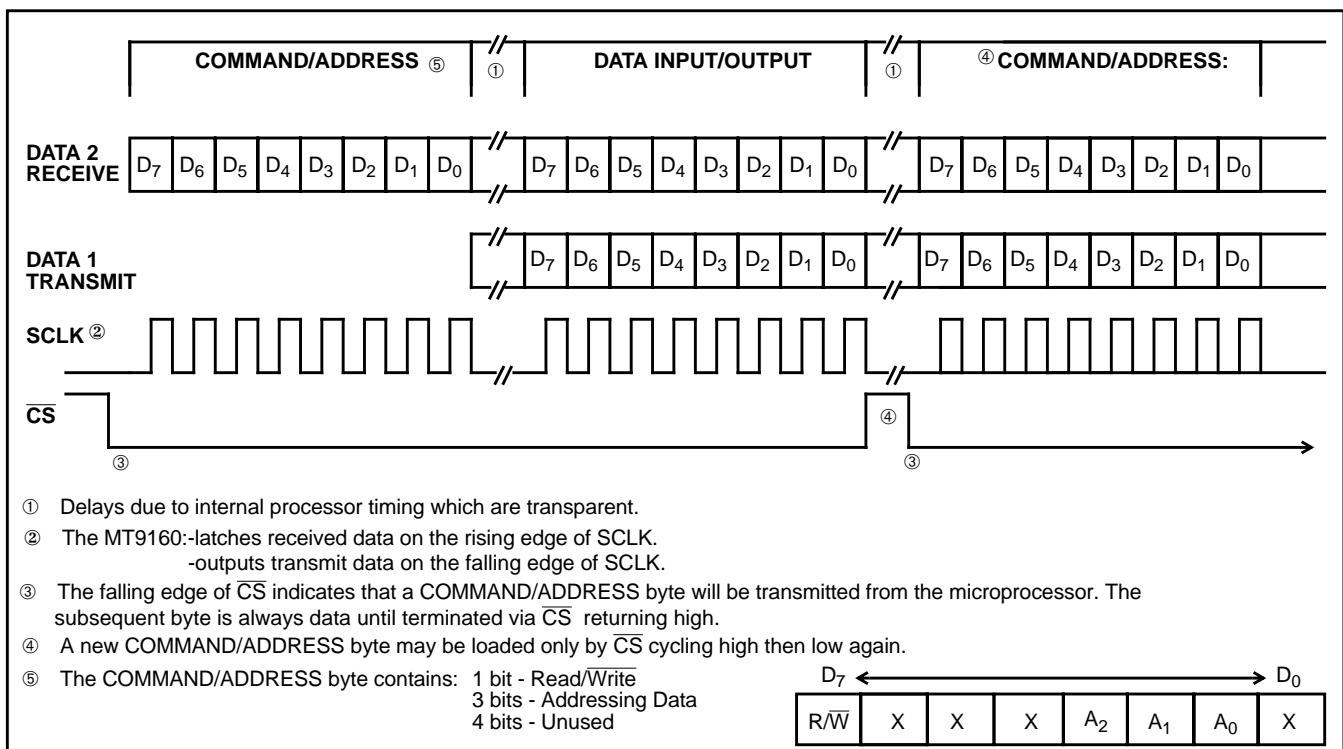 COMMAND/ADDRESS ⑤ ① DATA INPUT/OUTPUT ① ④ COMMAND/ADDRESS:
DATA 2
RECEIVE
D7 D6 D5 D4 D3 D2 D1 D0 D7 D6 D5 D4 D3 D2 D1 D0 D7 D6 D5 D4 D3 D2 D1 D0
DATA 1
TRANSMIT
D7 D6 D5 D4 D3 D2 D1 D0 D7 D6 D5 D4 D3 D2 D1 D0
SCLK ②
CS ④
③ ③
① Delays due to internal processor timing which are transparent.
② The MT9160:-latches received data on the rising edge of SCLK.
-outputs transmit data on the falling edge of SCLK.
③ The falling edge of CS indicates that a COMMAND/ADDRESS byte will be transmitted from the microprocessor. The
subsequent byte is always data until terminated via CS returning high.
④ A new COMMAND/ADDRESS byte may be loaded only by CS cycling high then low again.
⑤ The COMMAND/ADDRESS byte contains: 1 bit - Read/Write
3 bits - Addressing Data
4 bits - Unused
D7 D0
R/W X X X A2 A1 A0 X